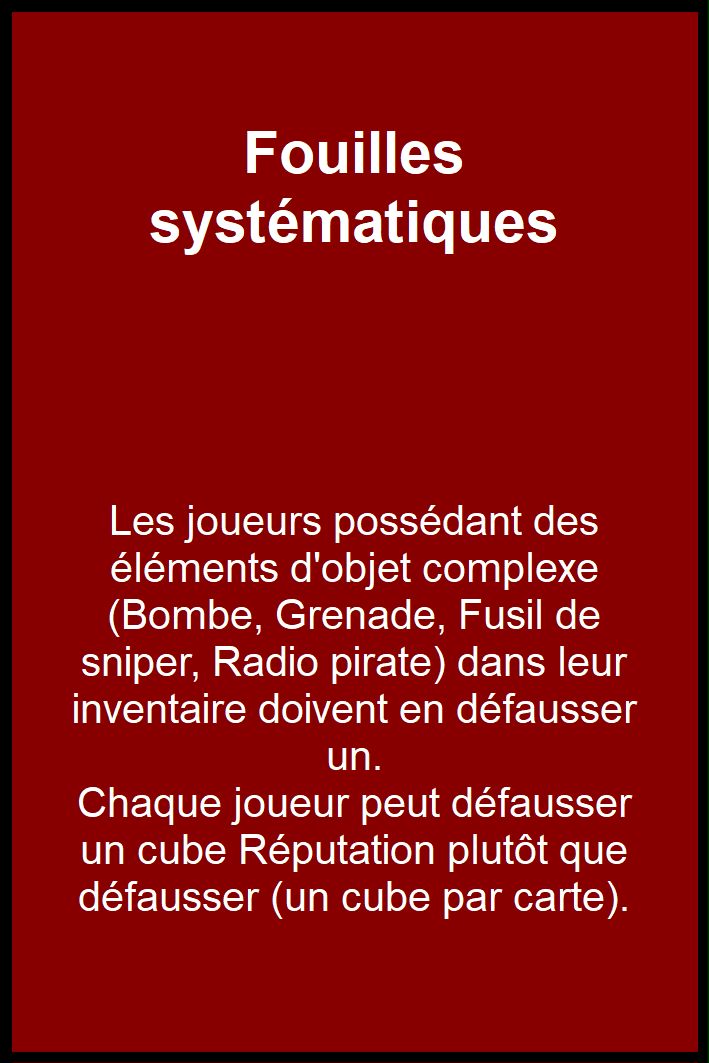 Fouilles
systématiques
Les joueurs possédant des
éléments d'objet complexe
(Bombe, Grenade, Fusil de
sniper, Radio pirate) dans leur
inventaire doivent en défausser
un.
Chaque joueur peut défausser
un cube Réputation plutôt que
défausser (un cube par carte).